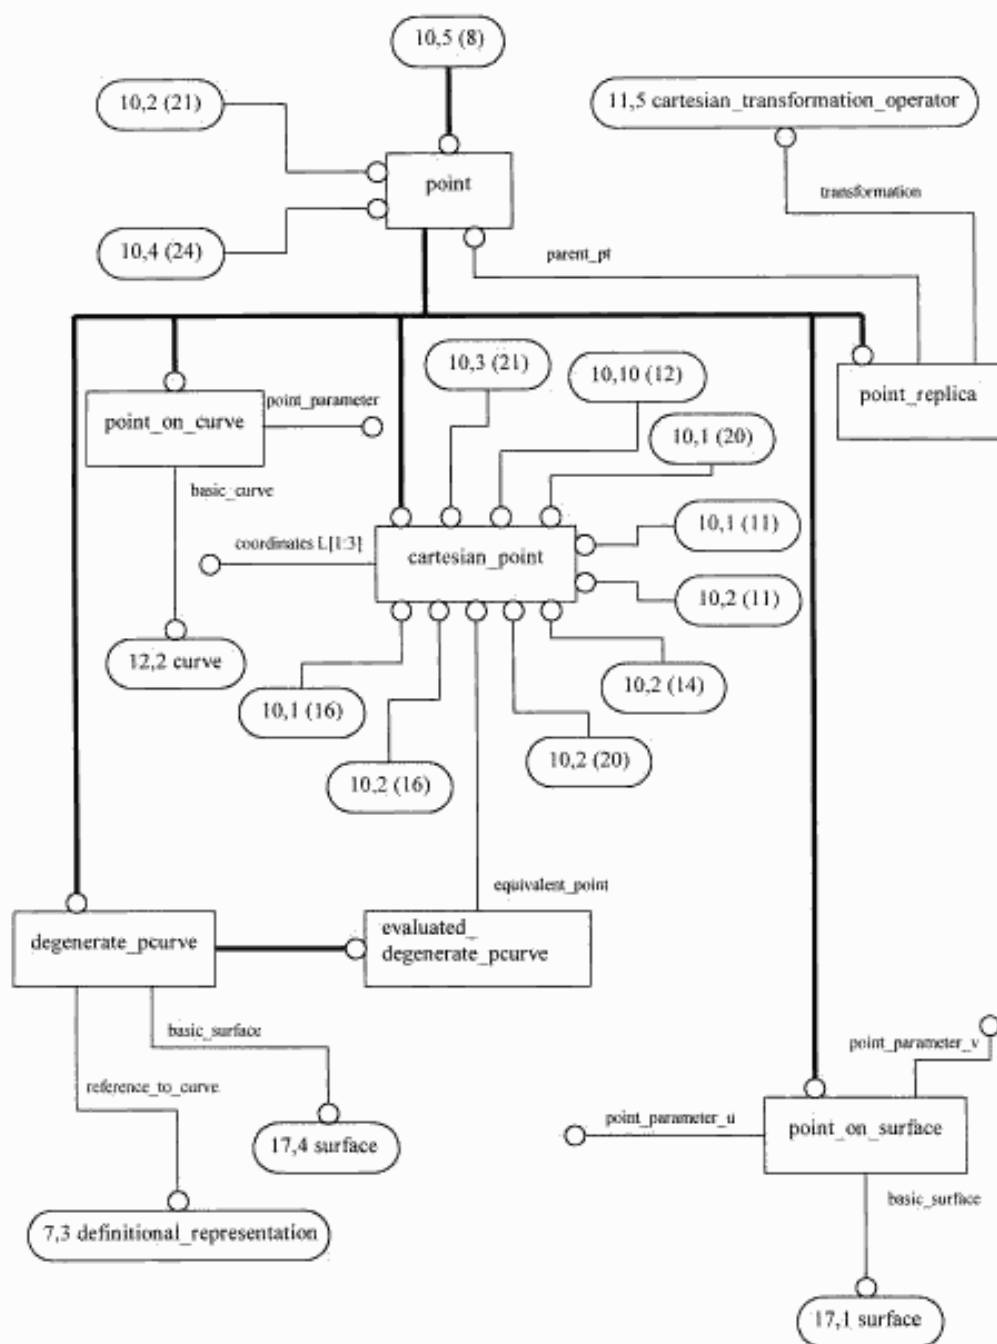 10,5 (8)
10,2 (21)
11,5 cartesian_transformation_operator
point
transformation
10,4 (24)
parent_pt
10,3 (21)
10,10 (12)
point_replica
point_on_curve
point_parameter
10,1 (20)
basic_curve
10,1 (11)
coordinates L[1:3]
cartesian_point
10,2 (11)
12,2 curve
10,2 (14)
10,1 (16)
10,2 (20)
10,2 (16)
equivalent_point
degenerate_pcurve
evaluated_
degenerate_pcurve
basic_surface
point_parameter_v
reference_to_curve
point_parameter_u
point_on_surface
17,4 surface
basic_surface
7,3 definitional_representation
17,1 surface